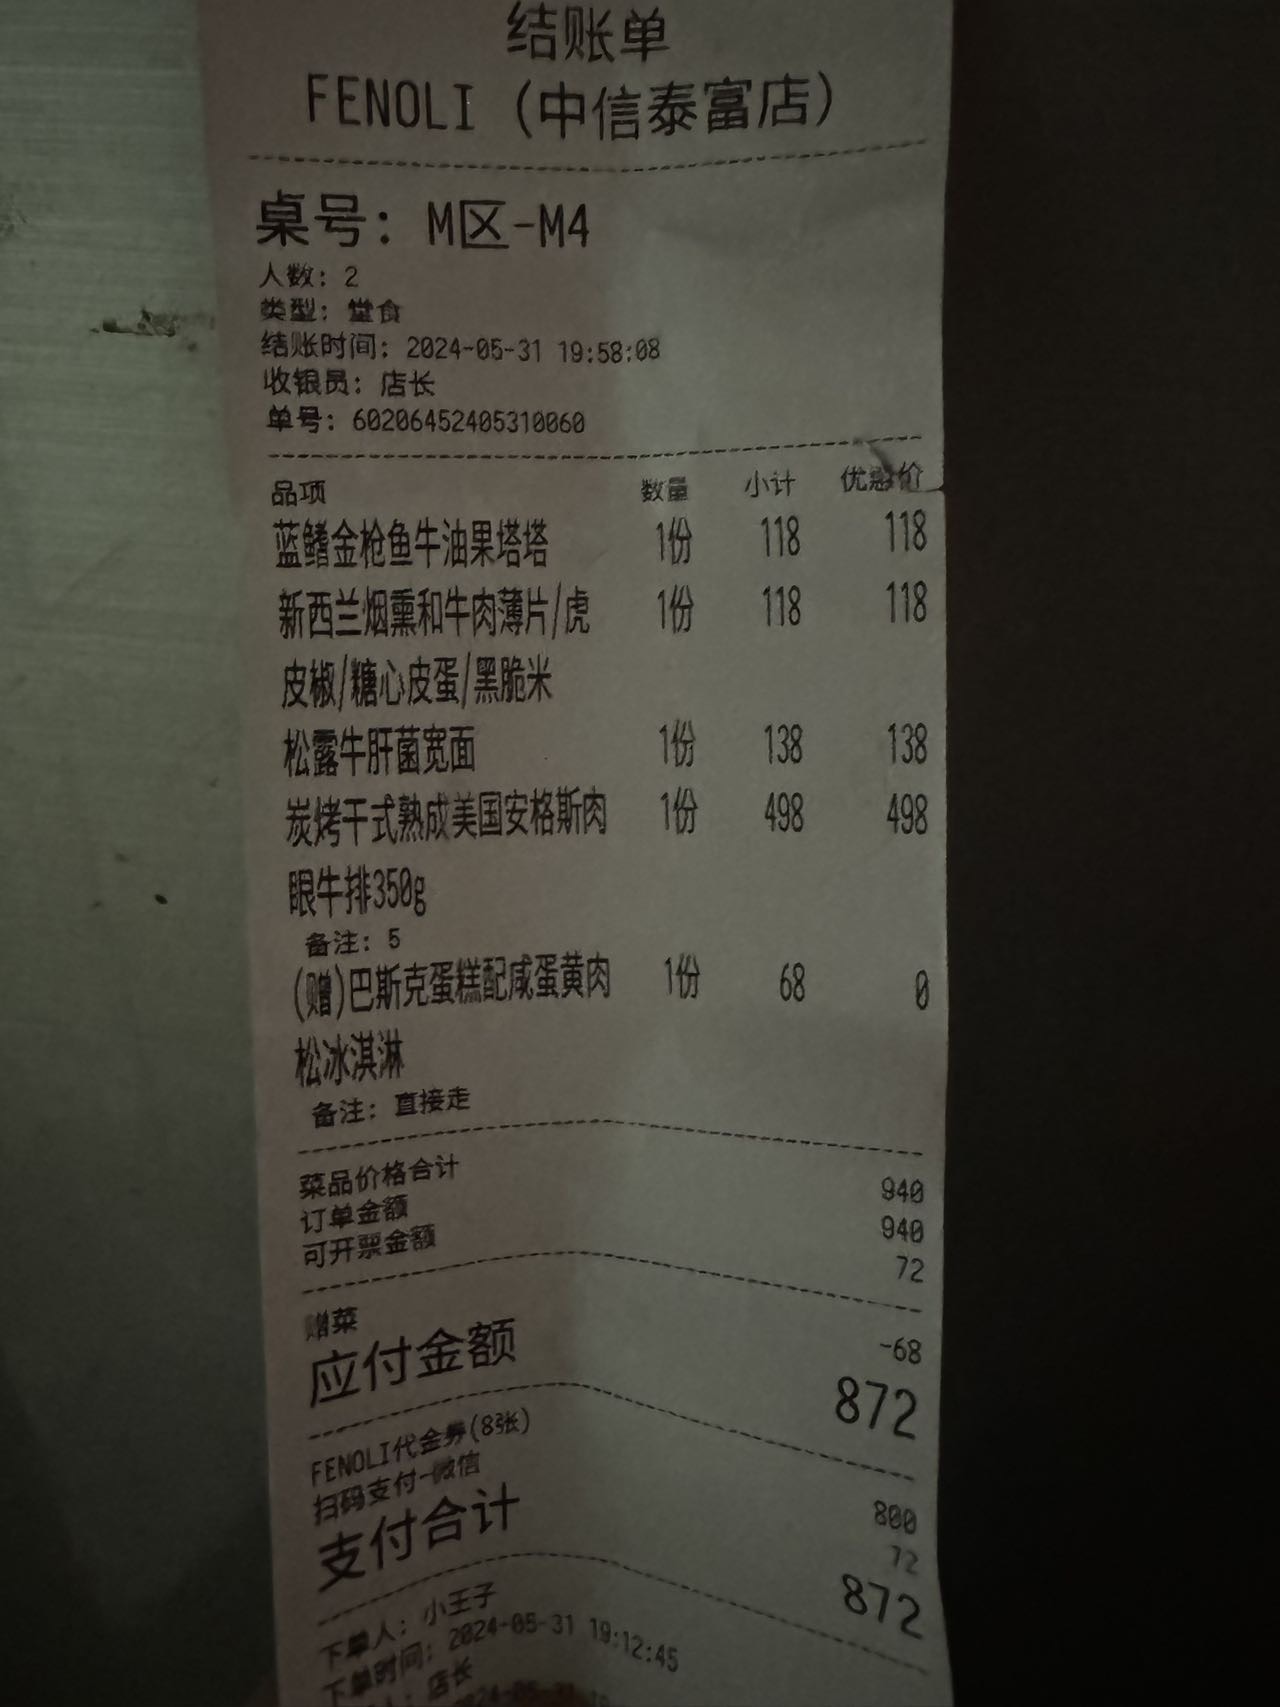 结账单
FENOLI (中信泰富店)
桌号: M区-M4
人数: 2
类型: 堂食
结账时间: 2024-05-31 19:58:08
收银员: 店长
单号: 60206452405310060
品项 数量 小计 优惠价
蓝鳍金枪鱼牛油果塔塔 1份 118 118
新西兰烟熏和牛肉薄片/虎 1份 118 118
皮椒/糖心皮蛋/黑脆米
松露牛肝菌宽面 1份 138 138
炭烤干式熟成美国安格斯肉 1份 498 498
眼牛排350g
备注: 5
(赠)巴斯克蛋糕配咸蛋黄肉 1份 68 0
松冰淇淋
备注: 直接走
菜品价格合计 940
订单金额 940
可开票金额 72
赠菜 -68
应付金额 872
FENOLI代金券(8张) 800
扫码支付-微信 72
支付合计 872
下单人: 小王子
下单时间: 2024-05-31 19:12:45
店长